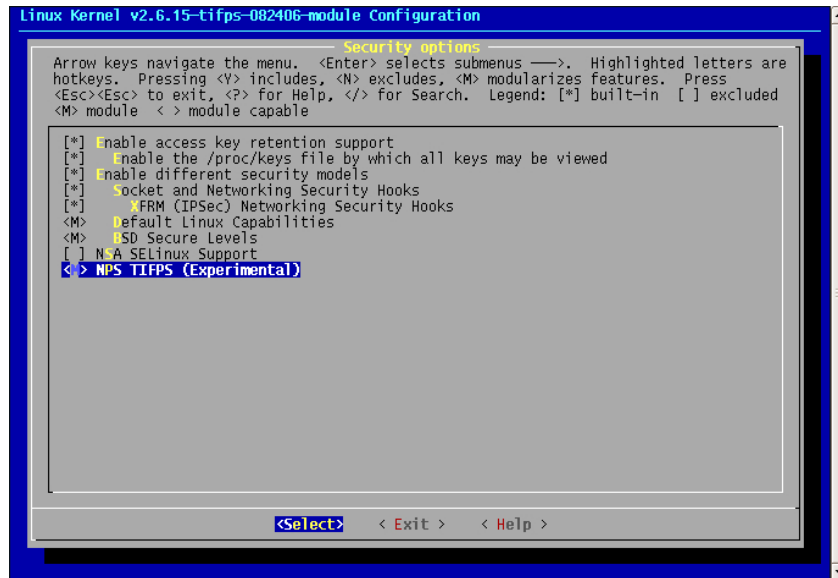 Linux Kernel v2.6.15-tifps-082406-module Configuration
Security options
Arrow keys navigate the menu.  <Enter> selects submenus --->.  Highlighted letters are
hotkeys.  Pressing <Y> includes, <N> excludes, <M> modularizes features.  Press
<Esc><Esc> to exit, <?> for Help, </> for Search.  Legend: [*] built-in  [ ] excluded
<M> module  < > module capable
[*] Enable access key retention support
[*]   Enable the /proc/keys file by which all keys may be viewed
[*] Enable different security models
[*]   Socket and Networking Security Hooks
[*]     XFRM (IPSec) Networking Security Hooks
<M>   Default Linux Capabilities
<M>   BSD Secure Levels
[ ] NSA SELinux Support
<M> NPS TIFPS (Experimental)
<Select>    < Exit >    < Help >